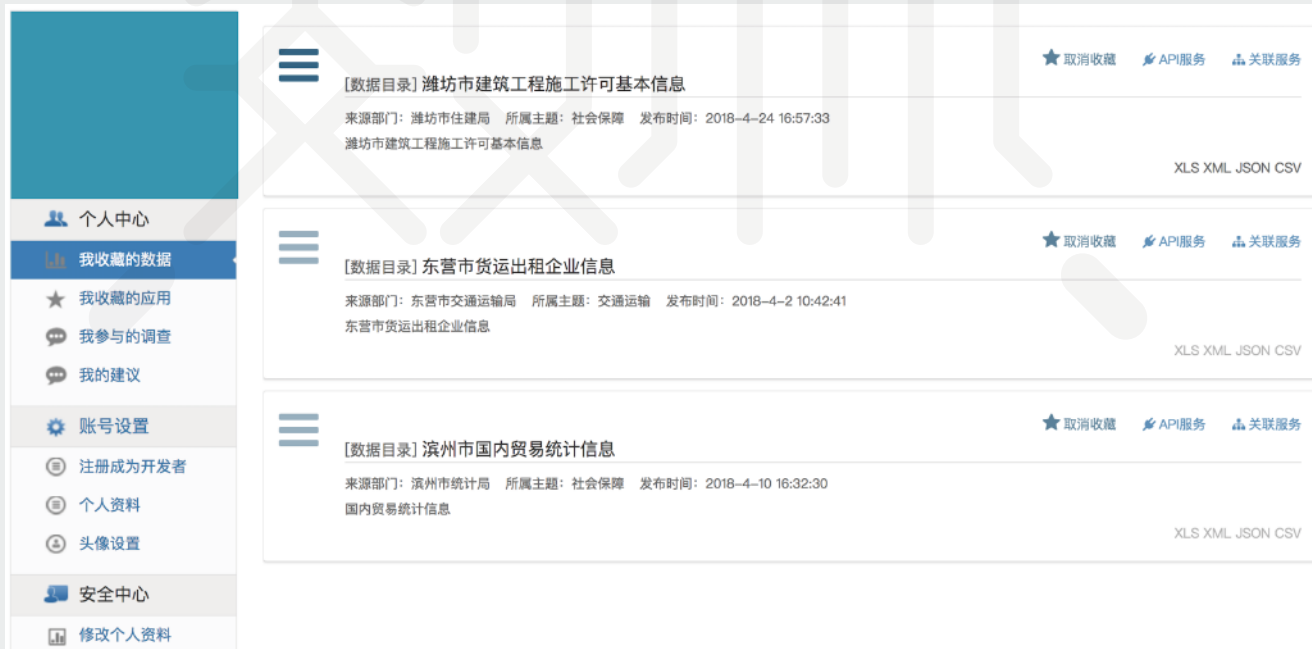 个人中心
我收藏的数据
我收藏的应用
我参与的调查
我的建议
账号设置
注册成为开发者
个人资料
头像设置
安全中心
修改个人资料
取消收藏 API服务 关联服务
[数据目录] 潍坊市建筑工程施工许可基本信息
来源部门：潍坊市住建局 所属主题：社会保障 发布时间：2018-4-24 16:57:33
潍坊市建筑工程施工许可基本信息
XLS XML JSON CSV
取消收藏 API服务 关联服务
[数据目录] 东营市货运出租企业信息
来源部门：东营市交通运输局 所属主题：交通运输 发布时间：2018-4-2 10:42:41
东营市货运出租企业信息
XLS XML JSON CSV
取消收藏 API服务 关联服务
[数据目录] 滨州市国内贸易统计信息
来源部门：滨州市统计局 所属主题：社会保障 发布时间：2018-4-10 16:32:30
国内贸易统计信息
XLS XML JSON CSV